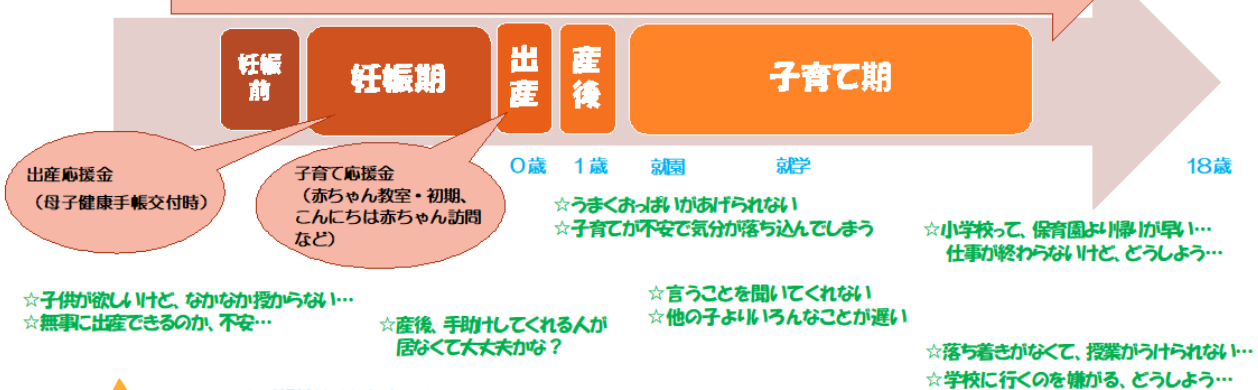 妊娠
前
妊娠期
出
産
産
後
子育て期
出産応援金
（母子健康手帳交付時）
子育て応援金
（赤ちゃん教室・初期、
こんにちは赤ちゃん訪問
など）
0歳
1歳
就園
就学
18歳
☆うまくおっぱいがあげられない
☆子育てが不安で気分が落ち込んでしまう
☆小学校って、保育園より帰りが早い…
仕事が終わらないけど、どうしよう…
☆子供が欲しいけど、なかなか授からない…
☆無事に出産できるのか、不安…
☆産後、手助けしてくれる人が
居なくて大丈夫かな？
☆言うことを聞いてくれない
☆他の子よりいろんなことが遅い
☆落ち着きがなくて、授業がうけられない…
☆学校に行くのを嫌がる、どうしよう…